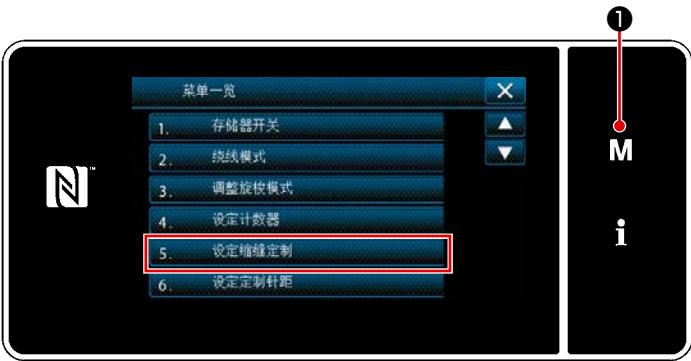 ❶
菜单一览
1. 存储器开关
2. 绕线模式
3. 调整旋梭模式
4. 设定计数器
5. 设定缩缝定制
6. 设定定制针距
M
i